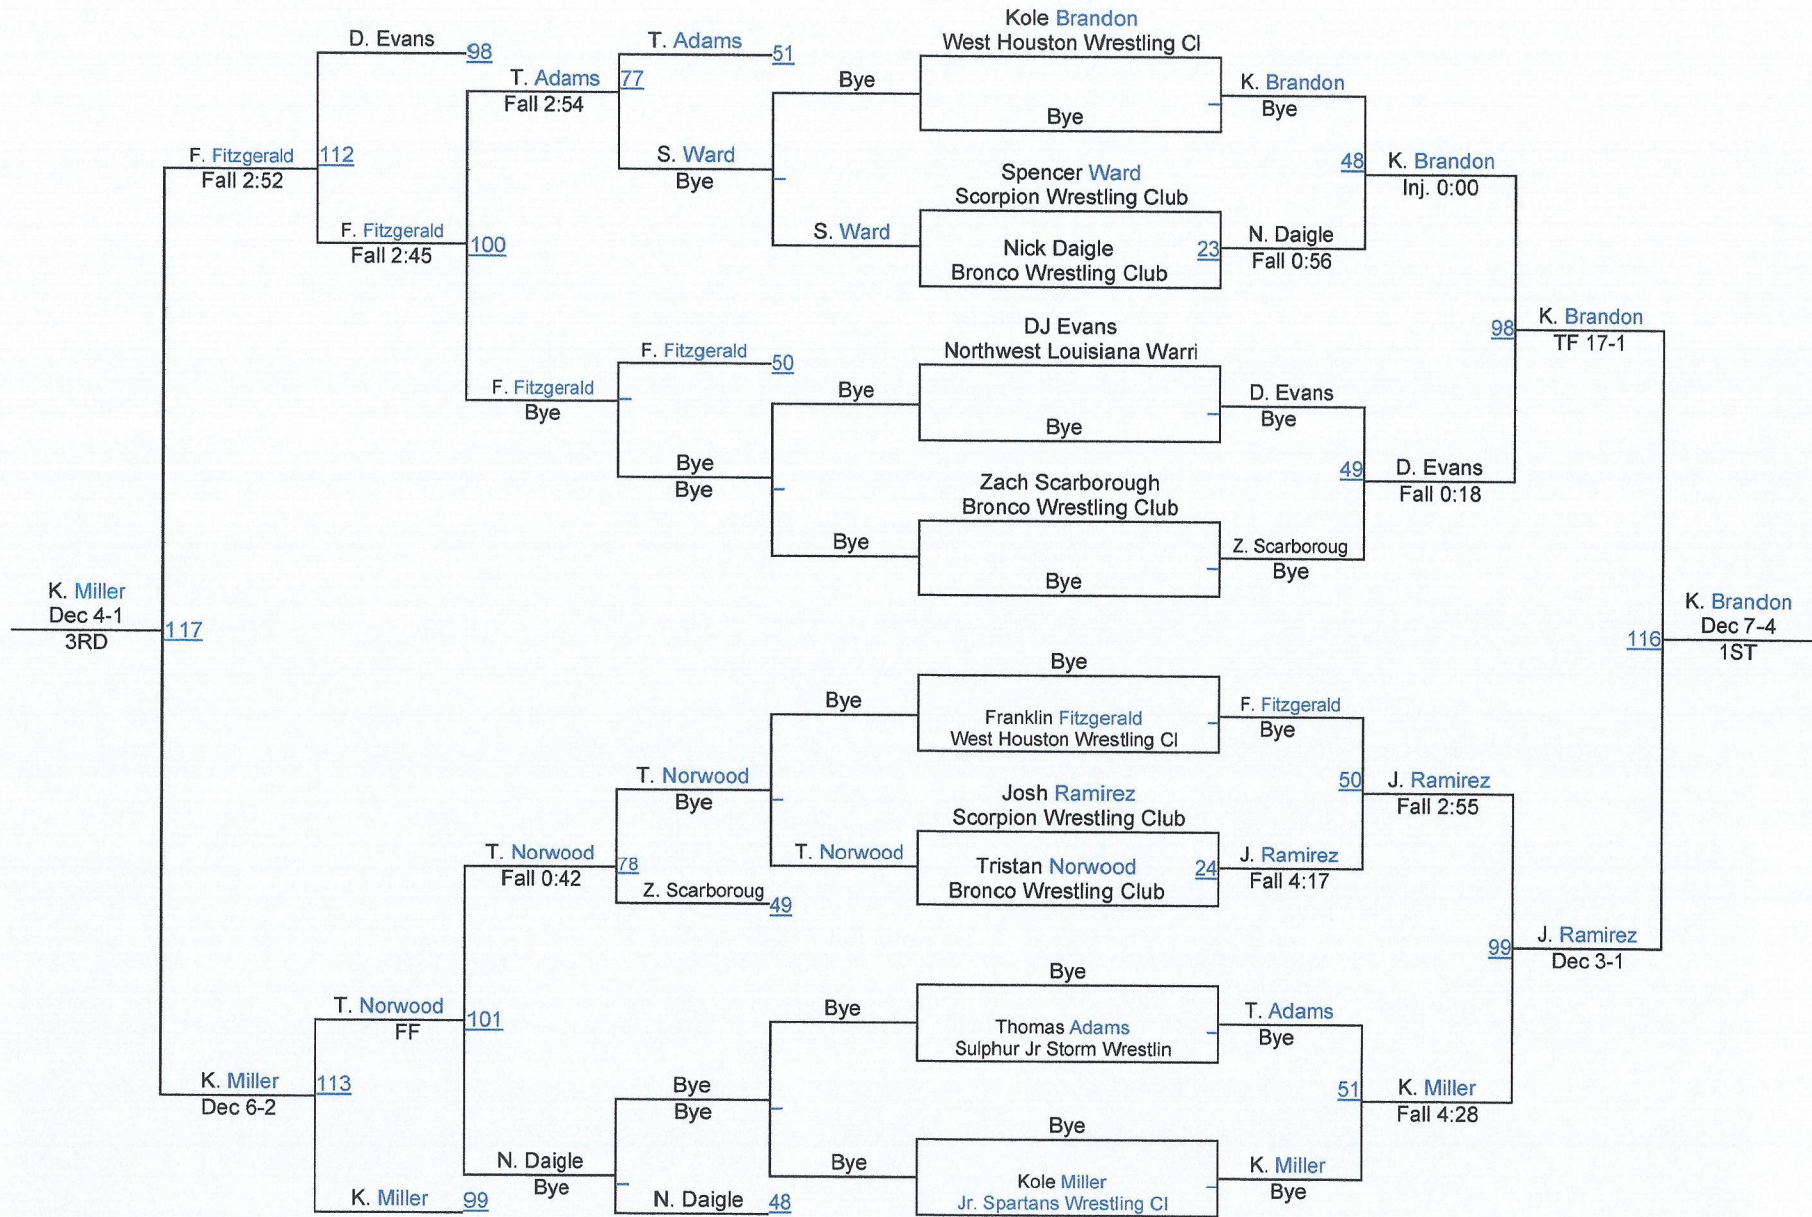 Kole Brandon
West Houston Wrestling Cl
Bye
Spencer Ward
Scorpion Wrestling Club
Nick Daigle
Bronco Wrestling Club
23
DJ Evans
Northwest Louisiana Warri
Bye
Zach Scarborough
Bronco Wrestling Club
Bye
Bye
Franklin Fitzgerald
West Houston Wrestling Cl
Josh Ramirez
Scorpion Wrestling Club
Tristan Norwood
Bronco Wrestling Club
24
Bye
Thomas Adams
Sulphur Jr Storm Wrestlin
Bye
Kole Miller
Jr. Spartans Wrestling Cl
K. Brandon
Bye
48
N. Daigle
Fall 0:56
D. Evans
Bye
49
Z. Scarboroug
Bye
F. Fitzgerald
Bye
50
J. Ramirez
Fall 4:17
T. Adams
Bye
51
K. Miller
Bye
K. Brandon
Inj. 0:00
98
D. Evans
Fall 0:18
J. Ramirez
Fall 2:55
99
K. Miller
Fall 4:28
K. Brandon
TF 17-1
116
J. Ramirez
Dec 3-1
K. Brandon
Dec 7-4
1ST
Bye
S. Ward
Bye
Bye
Bye
T. Norwood
Bye
Bye
T. Adams
51
S. Ward
Bye
F. Fitzgerald
50
Bye
Bye
T. Norwood
Bye
Z. Scarboroug
49
Bye
Bye
N. Daigle
48
T. Adams
77
Fall 2:54
F. Fitzgerald
Bye
T. Norwood
78
Fall 0:42
N. Daigle
Bye
D. Evans
98
F. Fitzgerald
100
Fall 2:45
T. Norwood
101
FF
K. Miller
99
F. Fitzgerald
112
Fall 2:52
K. Miller
113
Dec 6-2
K. Miller
Dec 4-1
117
3RD